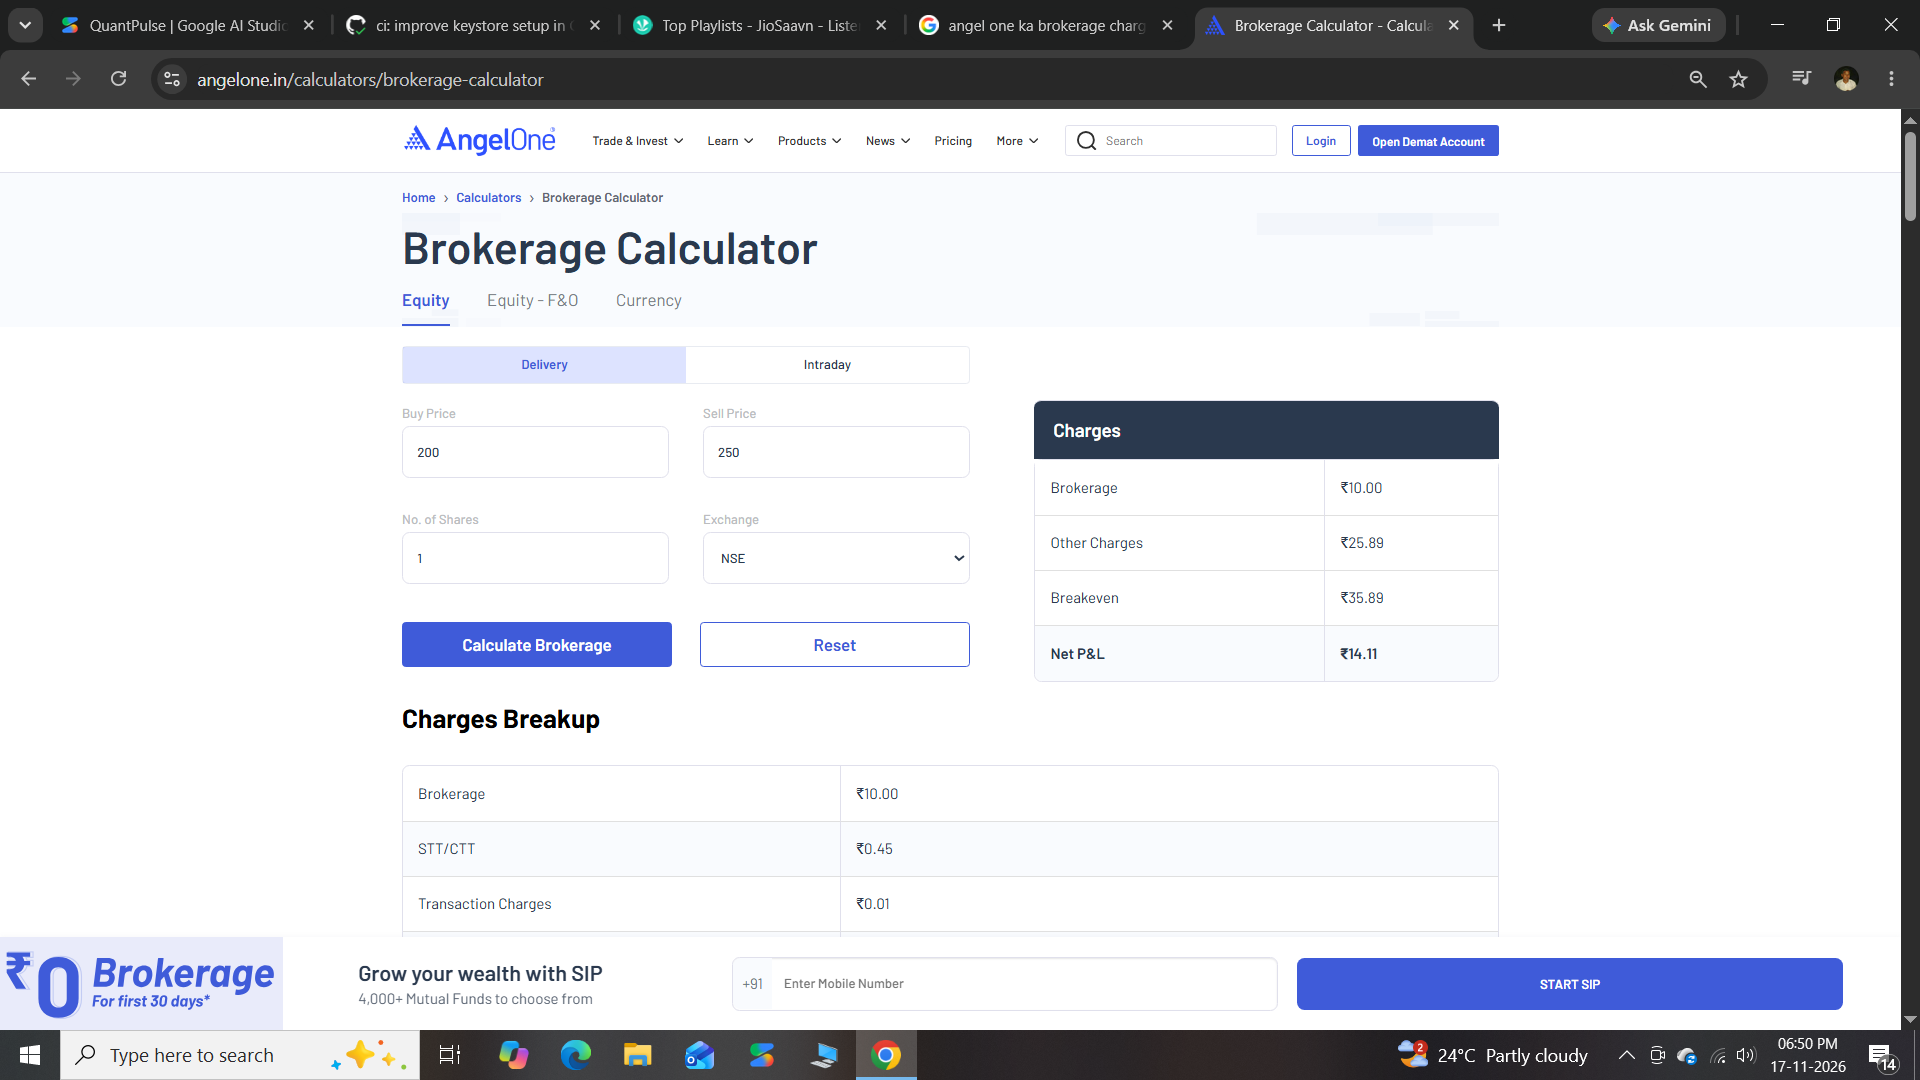 QuantPulse | Google AI Studio
ci: improve keystore setup in
Top Playlists - JioSaavn - Liste
angel one ka brokerage charg
Brokerage Calculator - Calcula
Ask Gemini
angelone.in/calculators/brokerage-calculator
AngelOne
Trade & Invest
Learn
Products
News
Pricing
More
Search
Login
Open Demat Account
Home › Calculators › Brokerage Calculator
Brokerage Calculator
Equity
Equity - F&O
Currency
Delivery
Intraday
Buy Price
Sell Price
200
250
No. of Shares
Exchange
1
NSE
Calculate Brokerage
Reset
Charges
Brokerage ₹10.00
Other Charges ₹25.89
Breakeven ₹35.89
Net P&L ₹14.11
Charges Breakup
Brokerage ₹10.00
STT/CTT ₹0.45
Transaction Charges ₹0.01
₹0 Brokerage
For first 30 days*
Grow your wealth with SIP
4,000+ Mutual Funds to choose from
+91 Enter Mobile Number
START SIP
Type here to search
2
24°C Partly cloudy
06:50 PM
17-11-2026
14